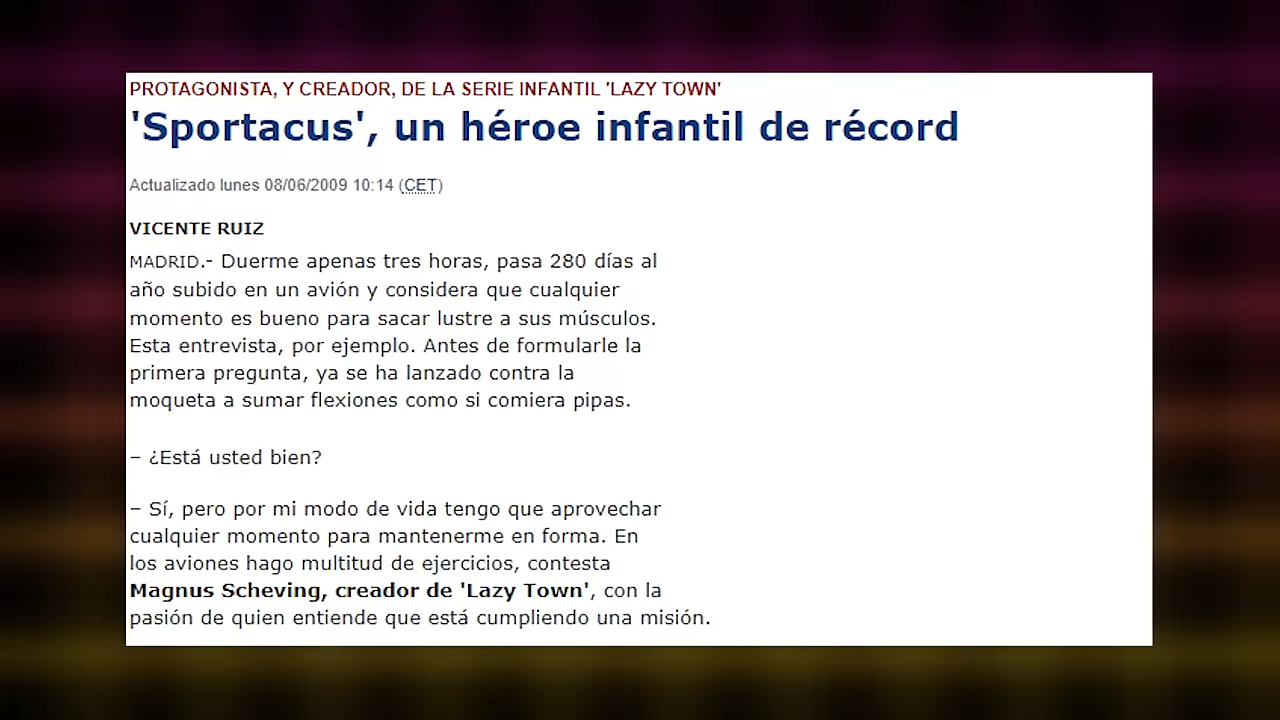 PROTAGONISTA, Y CREADOR, DE LA SERIE INFANTIL 'LAZY TOWN'
'Sportacus', un héroe infantil de récord
Actualizado lunes 08/06/2009 10:14 (CET)
VICENTE RUIZ
MADRID.- Duerme apenas tres horas, pasa 280 días al
año subido en un avión y considera que cualquier
momento es bueno para sacar lustre a sus músculos.
Esta entrevista, por ejemplo. Antes de formularle la
primera pregunta, ya se ha lanzado contra la
moqueta a sumar flexiones como si comiera pipas.
– ¿Está usted bien?
– Sí, pero por mi modo de vida tengo que aprovechar
cualquier momento para mantenerme en forma. En
los aviones hago multitud de ejercicios, contesta
Magnus Scheving, creador de 'Lazy Town', con la
pasión de quien entiende que está cumpliendo una misión.